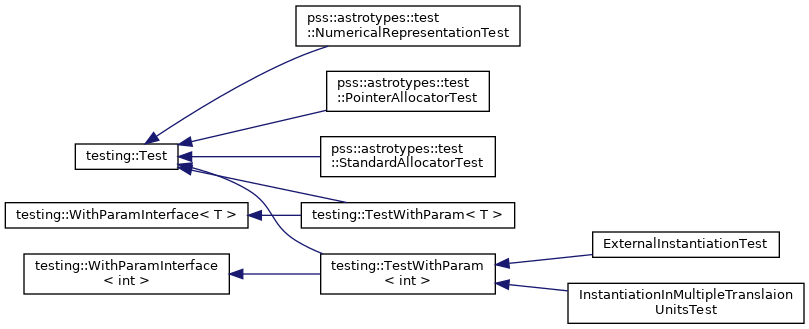 pss::astrotypes::test
::NumericalRepresentationTest
pss::astrotypes::test
::PointerAllocatorTest
testing::Test
pss::astrotypes::test
::StandardAllocatorTest
testing::WithParamInterface< T >
testing::TestWithParam< T >
ExternalInstantiationTest
testing::WithParamInterface
< int >
testing::TestWithParam
< int >
InstantiationInMultipleTranslaion
UnitsTest